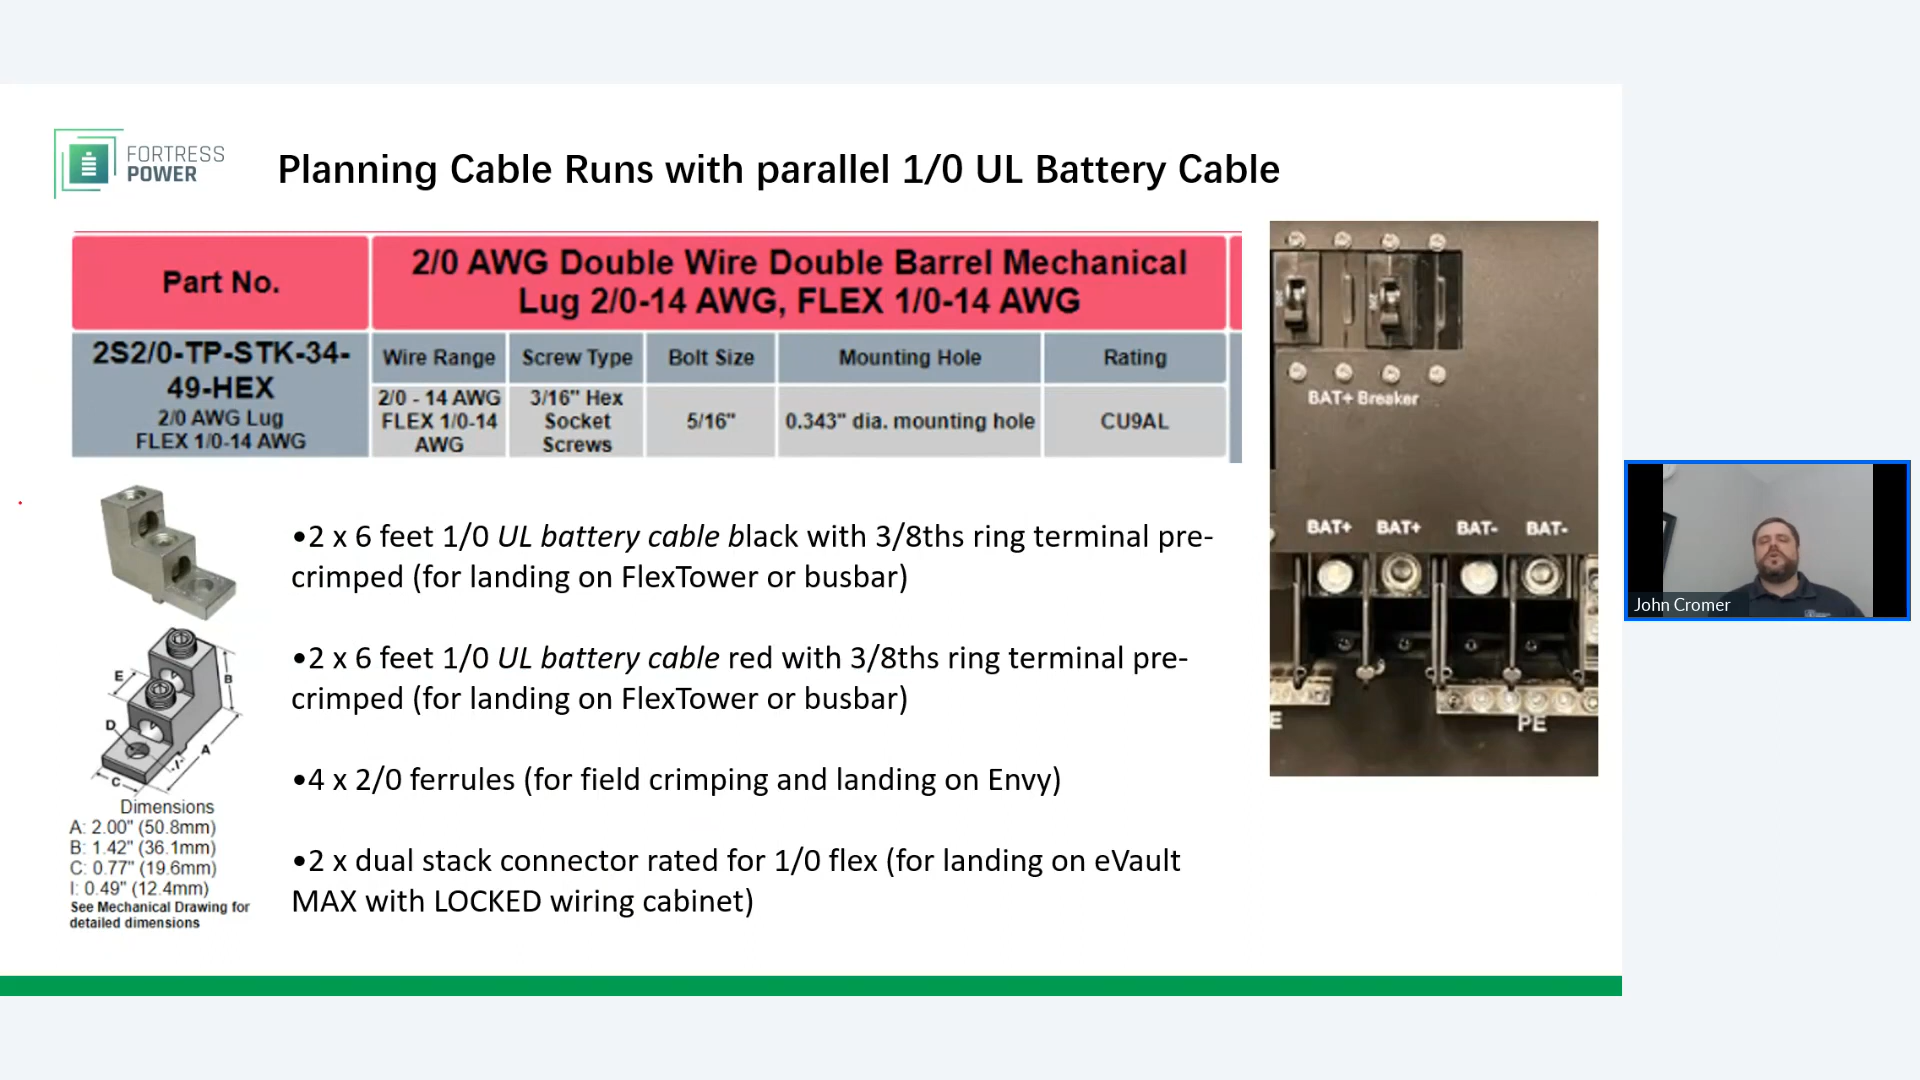 FORTRESS
POWER
Planning Cable Runs with parallel 1/0 UL Battery Cable
Part No.
2/0 AWG Double Wire Double Barrel Mechanical
Lug 2/0-14 AWG, FLEX 1/0-14 AWG
2S2/0-TP-STK-34-
49-HEX
2/0 AWG Lug
FLEX 1/0-14 AWG
Wire Range
Screw Type
Bolt Size
Mounting Hole
Rating
2/0 - 14 AWG
FLEX 1/0-14
AWG
3/16" Hex
Socket
Screws
5/16"
0.343" dia. mounting hole
CU9AL
•2 x 6 feet 1/0 UL battery cable black with 3/8ths ring terminal pre-
crimped (for landing on FlexTower or busbar)
•2 x 6 feet 1/0 UL battery cable red with 3/8ths ring terminal pre-
crimped (for landing on FlexTower or busbar)
•4 x 2/0 ferrules (for field crimping and landing on Envy)
•2 x dual stack connector rated for 1/0 flex (for landing on eVault
MAX with LOCKED wiring cabinet)
E
B
D
A
I
C
Dimensions
A: 2.00" (50.8mm)
B: 1.42" (36.1mm)
C: 0.77" (19.6mm)
I: 0.49" (12.4mm)
See Mechanical Drawing for
detailed dimensions
BAT+ Breaker
BAT+ BAT+ BAT- BAT-
E
PE
John Cromer